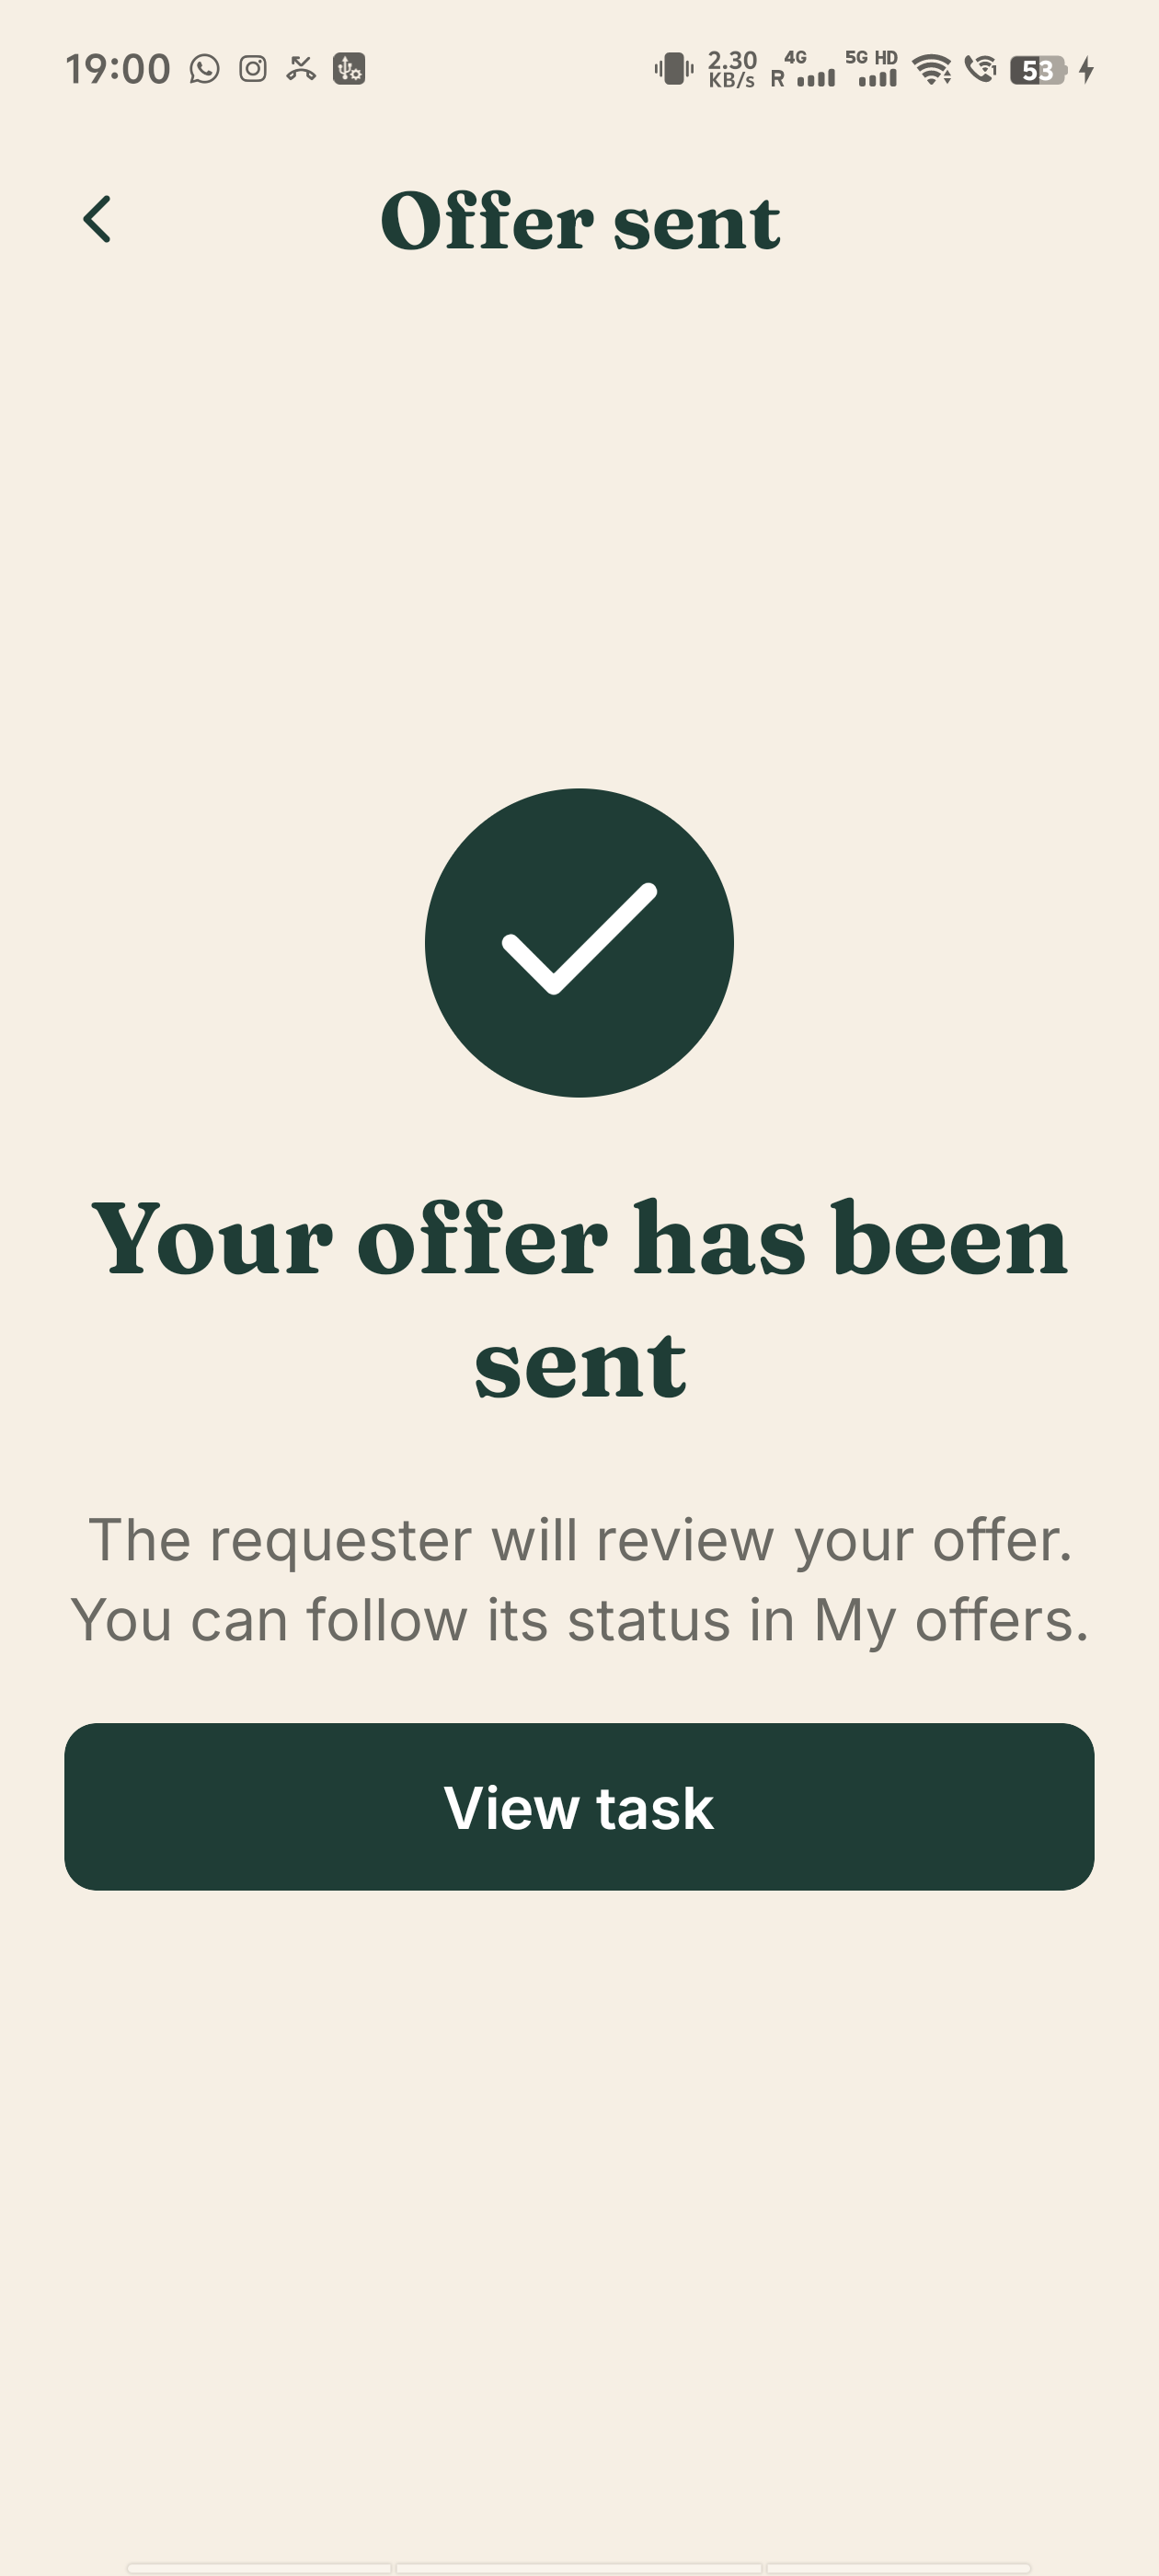 19:00 2.30 KB/s R 4G 5G HD 53
Offer sent
Your offer has been
sent
The requester will review your offer.
You can follow its status in My offers.
View task